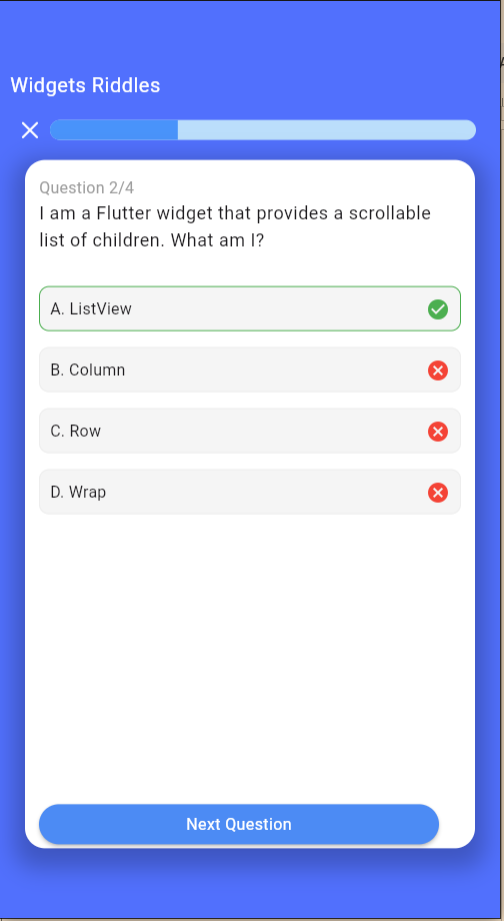 Widgets Riddles
Question 2/4
I am a Flutter widget that provides a scrollable
list of children. What am I?
A. ListView
B. Column
C. Row
D. Wrap
Next Question